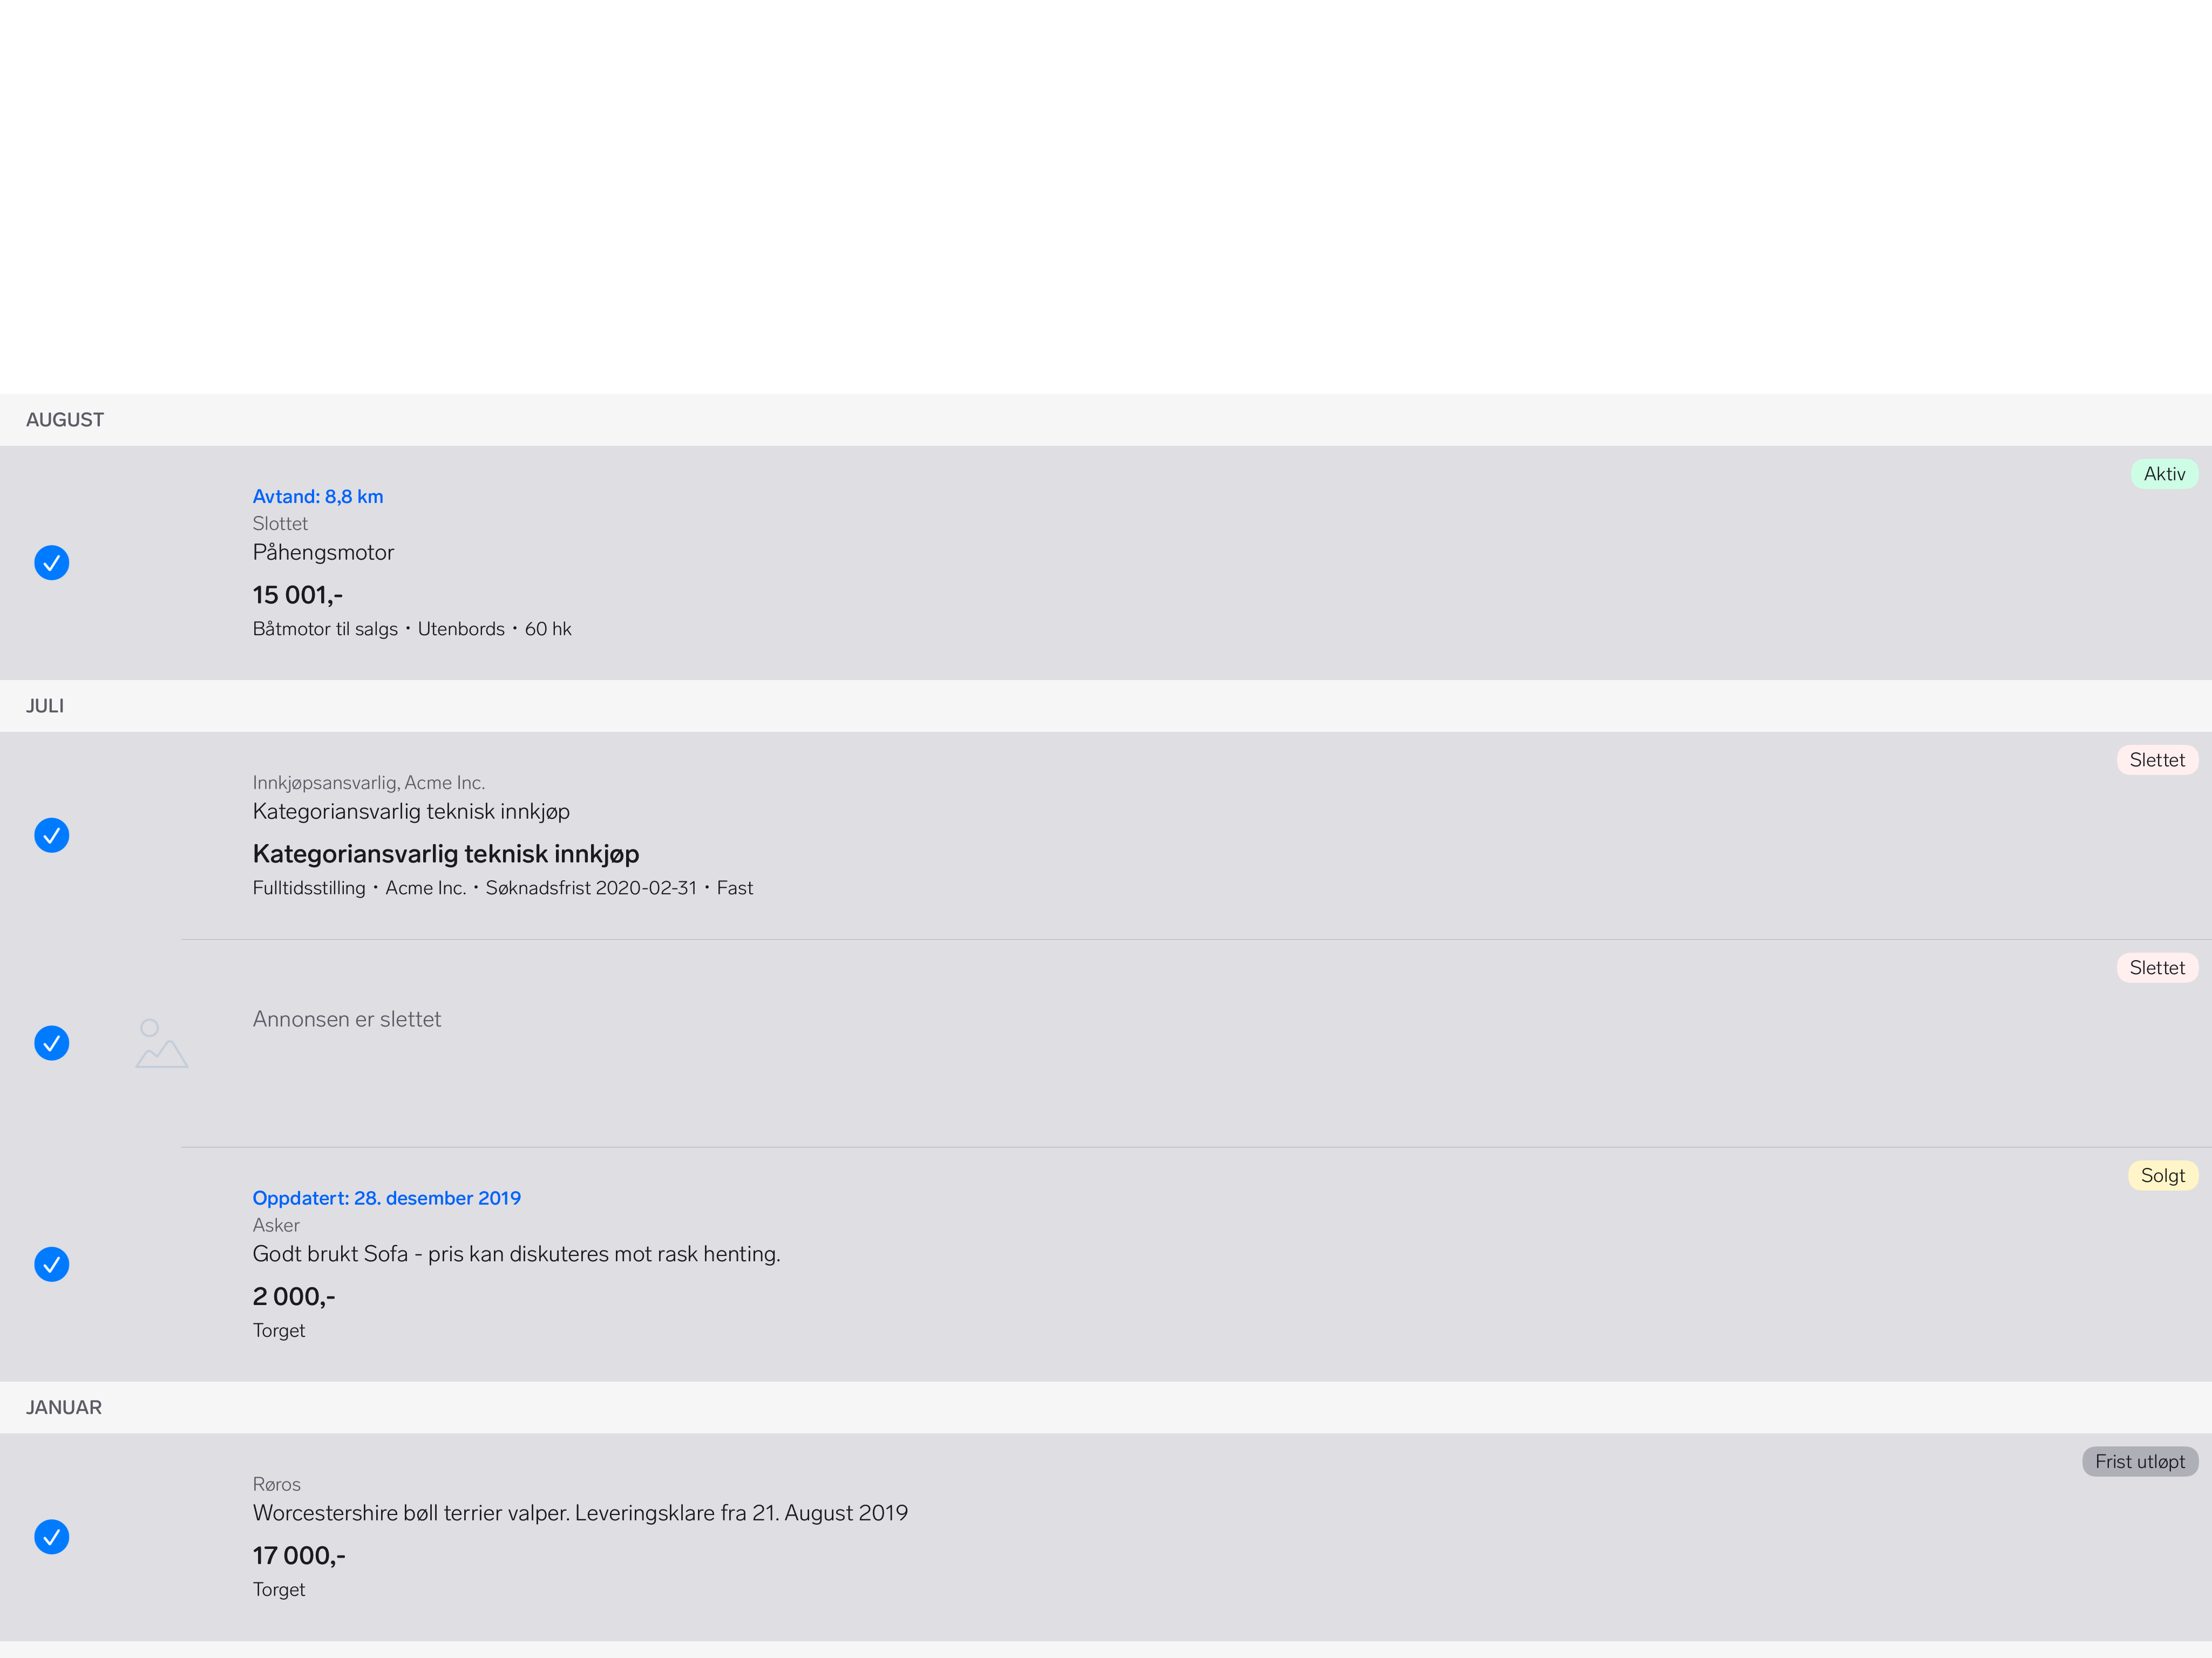 AUGUST
Aktiv
Avtand: 8,8 km
Slottet
Påhengsmotor
15 001,-
Båtmotor til salgs • Utenbords • 60 hk
JULI
Slettet
Innkjøpsansvarlig, Acme Inc.
Kategoriansvarlig teknisk innkjøp
Kategoriansvarlig teknisk innkjøp
Fulltidsstilling • Acme Inc. • Søknadsfrist 2020-02-31 • Fast
Slettet
Annonsen er slettet
Solgt
Oppdatert: 28. desember 2019
Asker
Godt brukt Sofa - pris kan diskuteres mot rask henting.
2 000,-
Torget
JANUAR
Frist utløpt
Røros
Worcestershire bøll terrier valper. Leveringsklare fra 21. August 2019
17 000,-
Torget